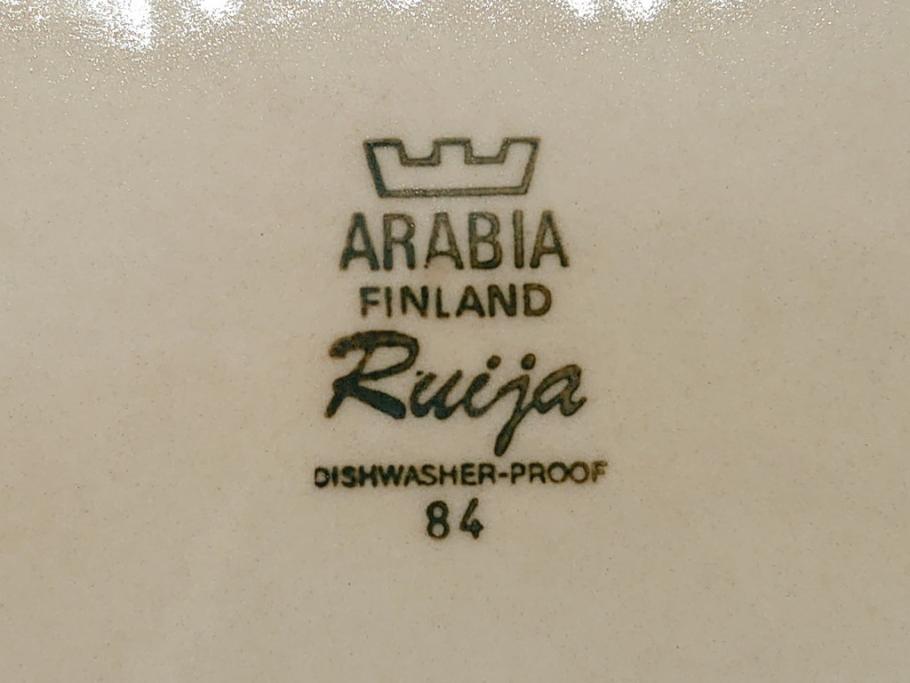 ARABIA
FINLAND
Ruija
DISHWASHER-PROOF
84